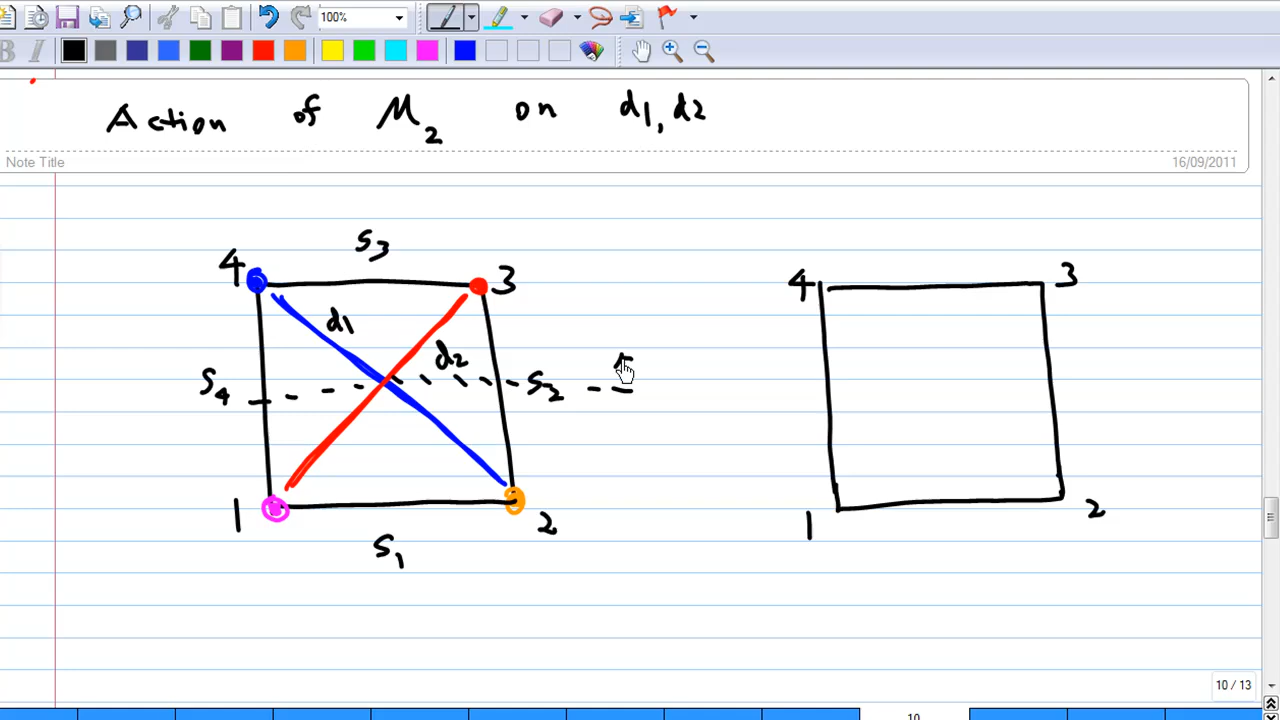 100%
B I
Action of M2 on d1, d2
Note Title
16/09/2011
S3
4 3 4 3
d1
d2
S4 S2
1 2 1 2
S1
10 / 13
10